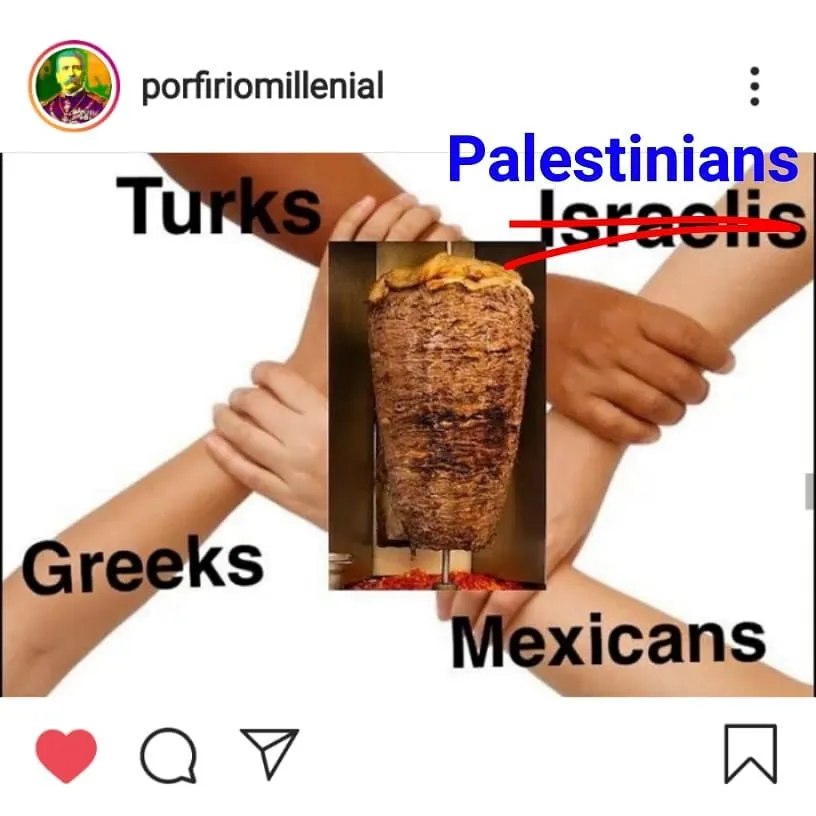 porfiriomillenial
Palestinians
Turks
Israelis
Greeks
Mexicans